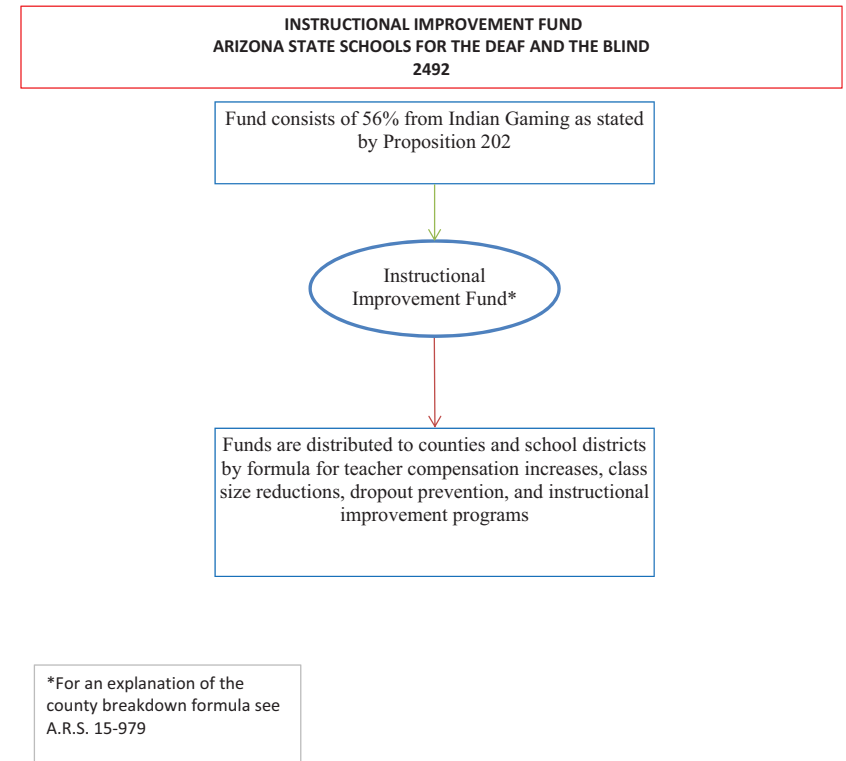 INSTRUCTIONAL IMPROVEMENT FUND
ARIZONA STATE SCHOOLS FOR THE DEAF AND THE BLIND
2492
Fund consists of 56% from Indian Gaming as stated
by Proposition 202
Instructional
Improvement Fund*
Funds are distributed to counties and school districts
by formula for teacher compensation increases, class
size reductions, dropout prevention, and instructional
improvement programs
*For an explanation of the
county breakdown formula see
A.R.S. 15-979